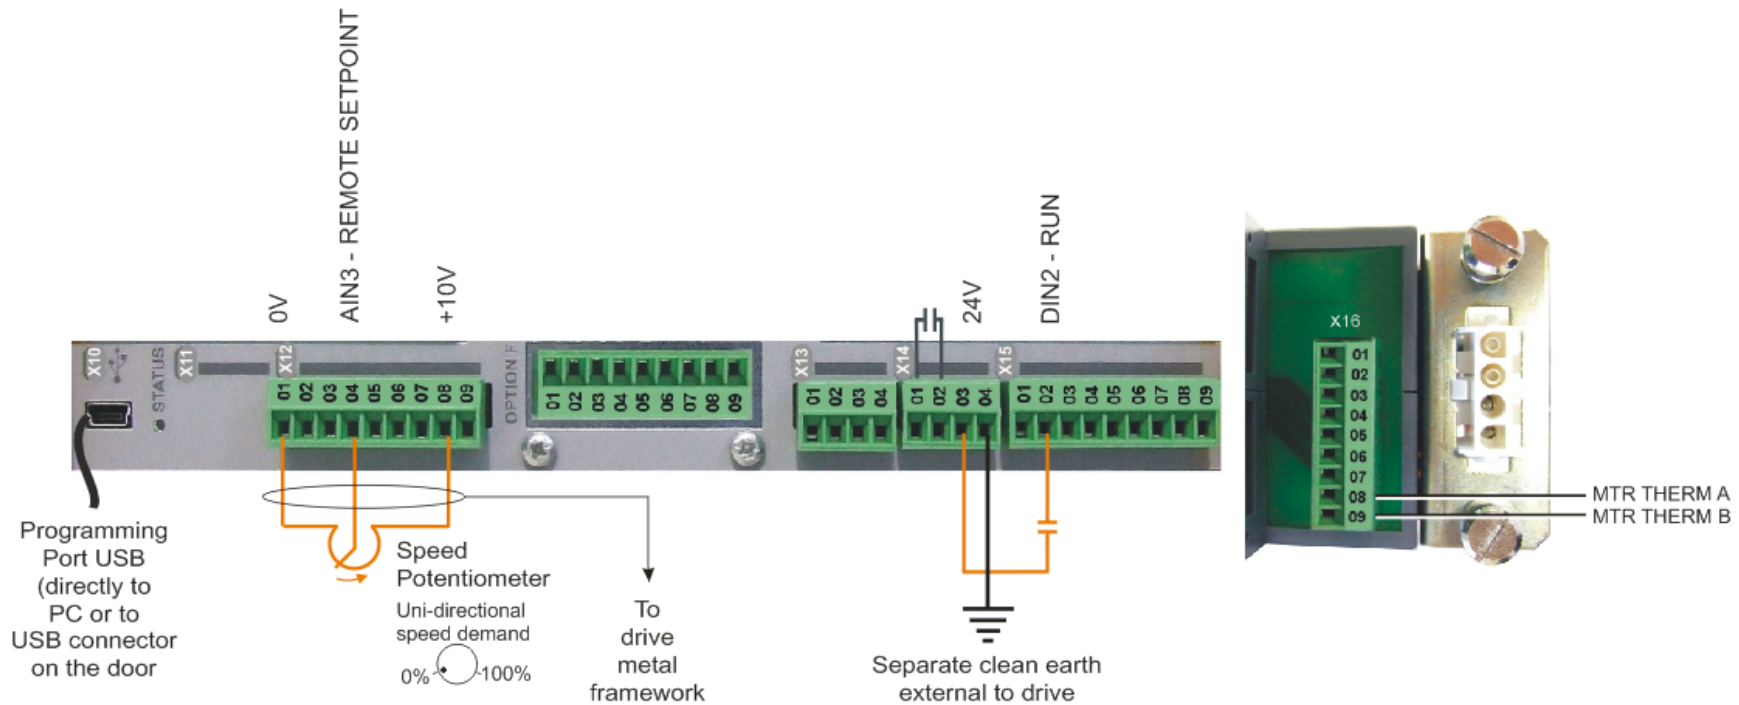 AIN3 - REMOTE SETPOINT
0V
+10V
24V
DIN2 - RUN
X10
STATUS
X11
X12
01 02 03 04 05 06 07 08 09
OPTION F
01 02 03 04 05 06 07 08 09
X13
01 02 03 04
X14
01 02 03 04
X15
01 02 03 04 05 06 07 08 09
X16
01
02
03
04
05
06
07
08
09
MTR THERM A
MTR THERM B
Programming
Port USB
(directly to
PC or to
USB connector
on the door
Speed
Potentiometer
Uni-directional
speed demand
0%
100%
To
drive
metal
framework
Separate clean earth
external to drive